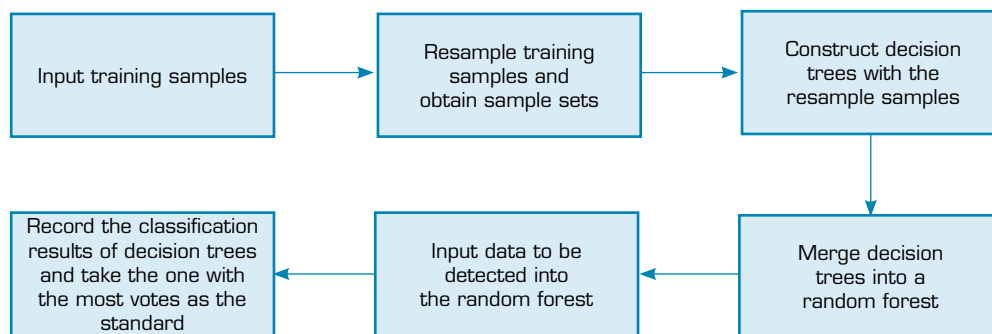 Input training samples
Resample training
samples and
obtain sample sets
Construct decision
trees with the
resample samples
Merge decision
trees into a
random forest
Input data to be
detected into
the random forest
Record the classification
results of decision trees
and take the one with
the most votes as the
standard